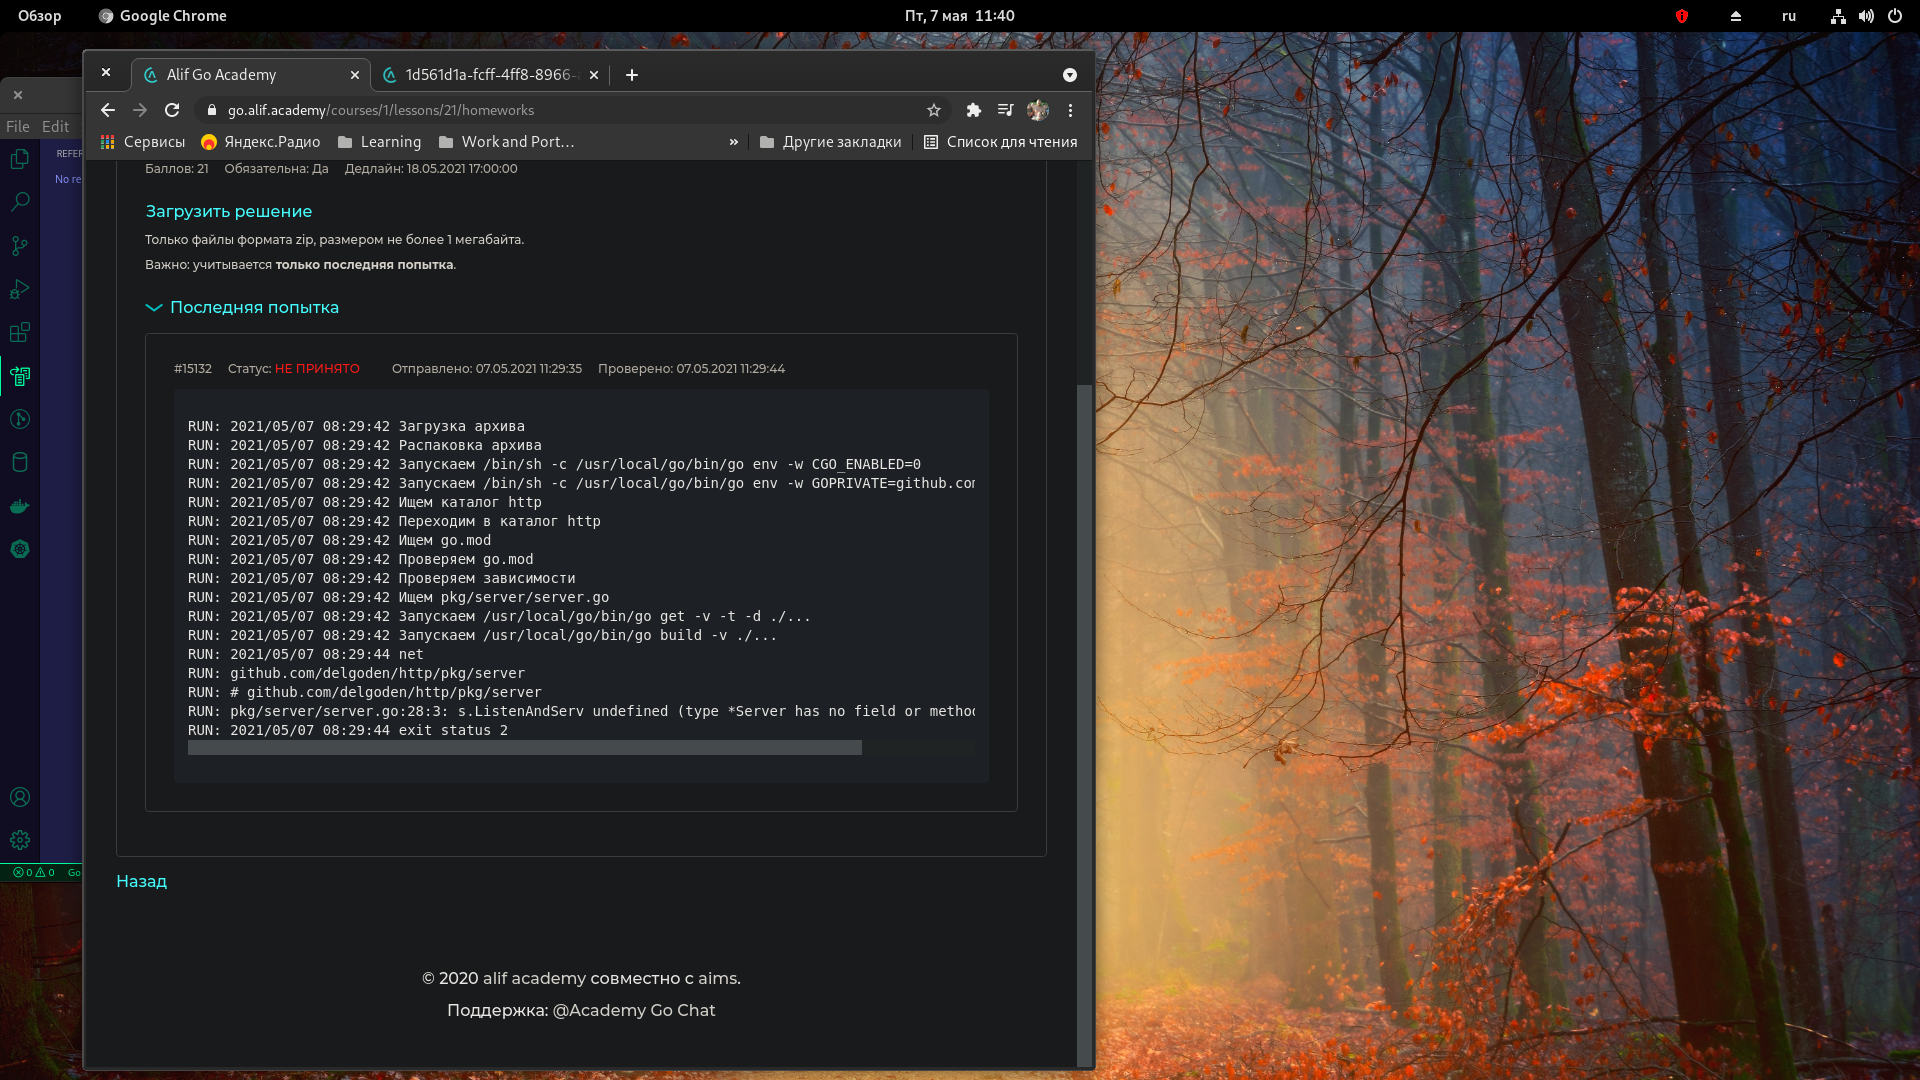 Обзор Google Chrome Пт, 7 мая 11:40 ru
Alif Go Academy 1d561d1a-fcff-4ff8-8966-
go.alif.academy/courses/1/lessons/21/homeworks
File Edit
Сервисы Яндекс.Радио Learning Work and Port… » Другие закладки Список для чтения
REFER
No re
Баллов: 21 Обязательна: Да Дедлайн: 18.05.2021 17:00:00
Загрузить решение
Только файлы формата zip, размером не более 1 мегабайта.
Важно: учитывается только последняя попытка.
Последняя попытка
#15132 Статус: НЕ ПРИНЯТО Отправлено: 07.05.2021 11:29:35 Проверено: 07.05.2021 11:29:44
RUN: 2021/05/07 08:29:42 Загрузка архива
RUN: 2021/05/07 08:29:42 Распаковка архива
RUN: 2021/05/07 08:29:42 Запускаем /bin/sh -c /usr/local/go/bin/go env -w CGO_ENABLED=0
RUN: 2021/05/07 08:29:42 Запускаем /bin/sh -c /usr/local/go/bin/go env -w GOPRIVATE=github.com
RUN: 2021/05/07 08:29:42 Ищем каталог http
RUN: 2021/05/07 08:29:42 Переходим в каталог http
RUN: 2021/05/07 08:29:42 Ищем go.mod
RUN: 2021/05/07 08:29:42 Проверяем go.mod
RUN: 2021/05/07 08:29:42 Проверяем зависимости
RUN: 2021/05/07 08:29:42 Ищем pkg/server/server.go
RUN: 2021/05/07 08:29:42 Запускаем /usr/local/go/bin/go get -v -t -d ./...
RUN: 2021/05/07 08:29:42 Запускаем /usr/local/go/bin/go build -v ./...
RUN: 2021/05/07 08:29:44 net
RUN: github.com/delgoden/http/pkg/server
RUN: # github.com/delgoden/http/pkg/server
RUN: pkg/server/server.go:28:3: s.ListenAndServ undefined (type *Server has no field or method
RUN: 2021/05/07 08:29:44 exit status 2
0 0 Go
Назад
© 2020 alif academy совместно с aims.
Поддержка: @Academy Go Chat